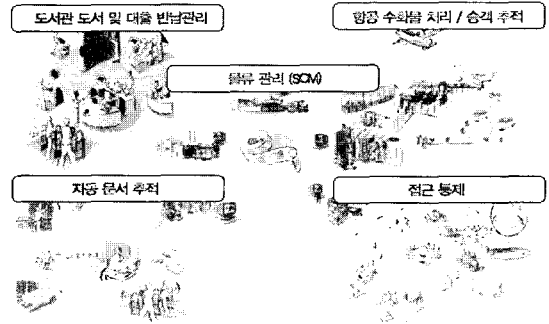 도서관 도서 및 대출 반납관리
항공 수화물 처리 / 승객 추적
물류 관리 (SCM)
자공 문서 추적
접근 통제